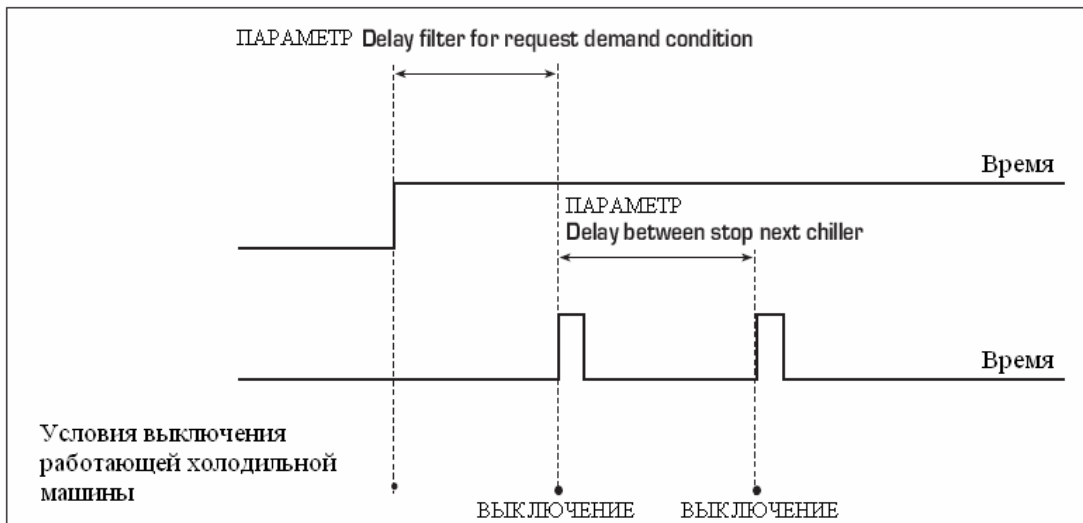 ПАРАМЕТР Delay filter for request demand condition
Время
ПАРАМЕТР
Delay between stop next chiller
Время
Условия выключения
работающей холодильной
машины
ВЫКЛЮЧЕНИЕ ВЫКЛЮЧЕНИЕ